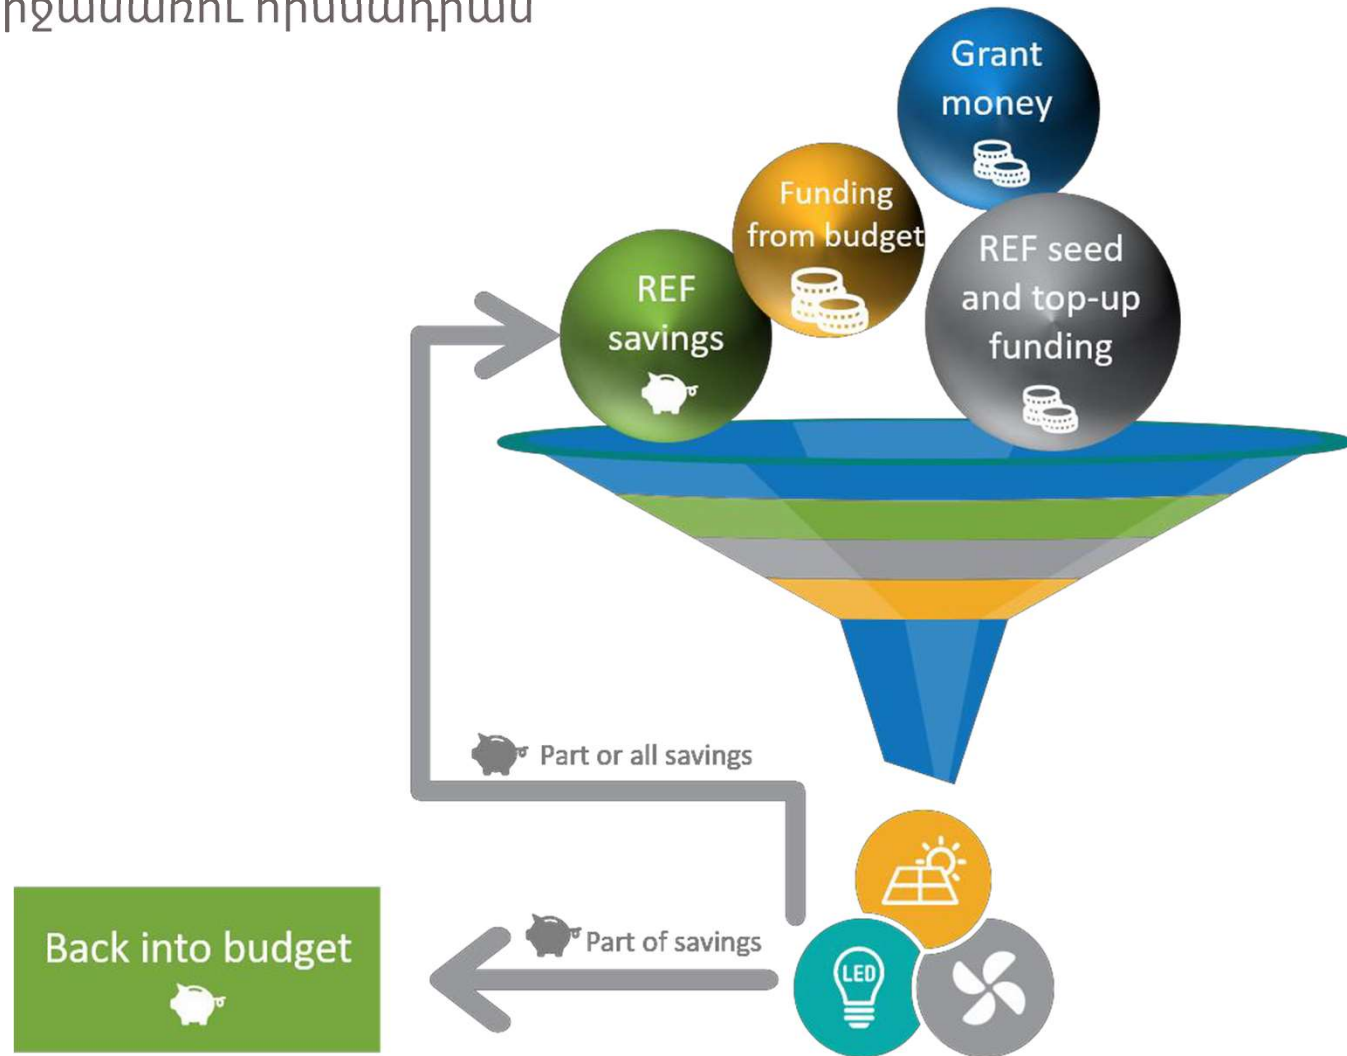 Grant
money
Funding
from budget
REF seed
and top-up
funding
REF
savings
Part or all savings
Part of savings
Back into budget
LED